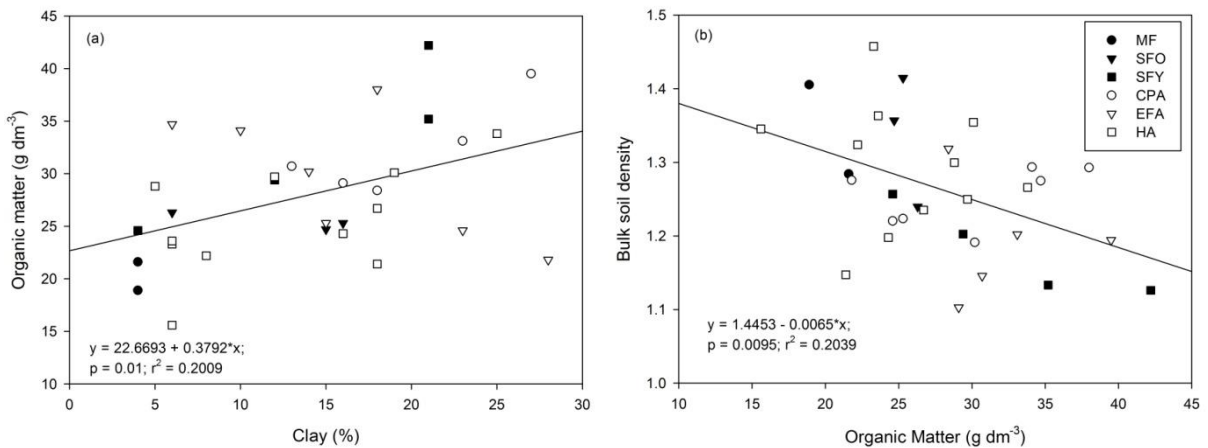 (a)
Organic matter (g dm⁻³)
45
40
35
30
25
20
15
10
y = 22.6693 + 0.3792*x;
p = 0.01; r² = 0.2009
0 5 10 15 20 25 30
Clay (%)
(b)
Bulk soil density
1.5
1.4
1.3
1.2
1.1
1.0
MF
SFO
SFY
CPA
EFA
HA
y = 1.4453 - 0.0065*x;
p = 0.0095; r² = 0.2039
10 15 20 25 30 35 40 45
Organic Matter (g dm⁻³)